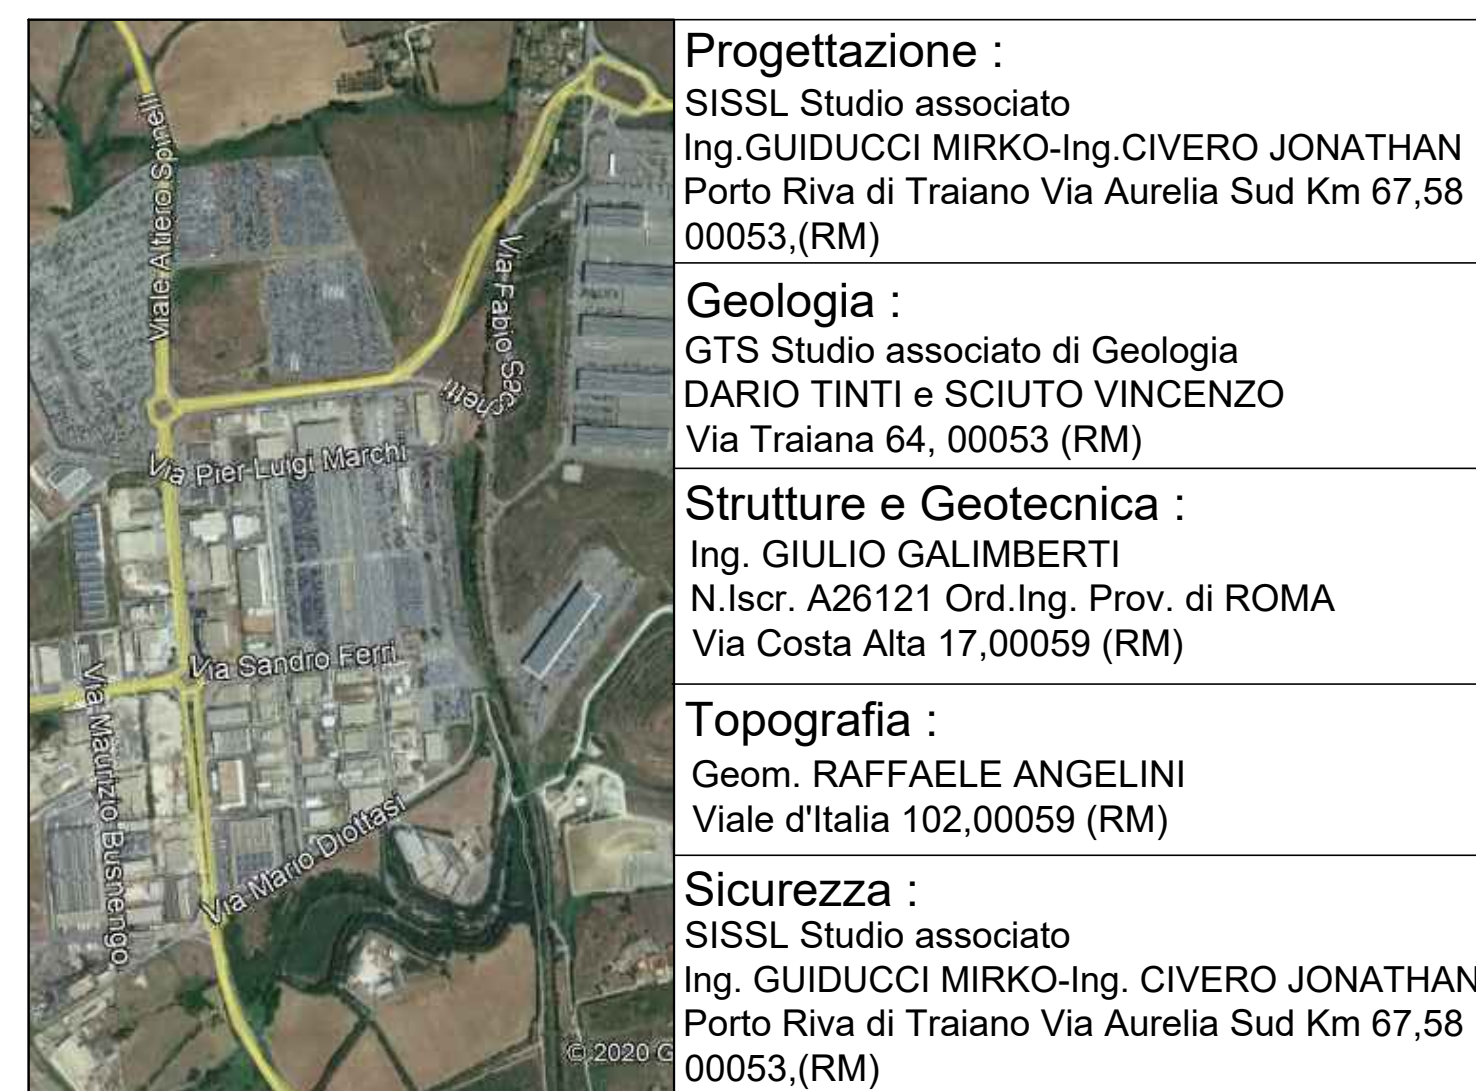 Viale Altiero Spinelli
Via Fabio Sacchetti
Via Pier Luigi Marchi
Via Sandro Ferri
Via Maurizio Busnengo
Via Mario Diottasi
© 2020 G
Progettazione :
SISSL Studio associato
Ing.GUIDUCCI MIRKO-Ing.CIVERO JONATHAN
Porto Riva di Traiano Via Aurelia Sud Km 67,58
00053,(RM)
Geologia :
GTS Studio associato di Geologia
DARIO TINTI e SCIUTO VINCENZO
Via Traiana 64, 00053 (RM)
Strutture e Geotecnica :
Ing. GIULIO GALIMBERTI
N.Iscr. A26121 Ord.Ing. Prov. di ROMA
Via Costa Alta 17,00059 (RM)
Topografia :
Geom. RAFFAELE ANGELINI
Viale d'Italia 102,00059 (RM)
Sicurezza :
SISSL Studio associato
Ing. GUIDUCCI MIRKO-Ing. CIVERO JONATHAN
Porto Riva di Traiano Via Aurelia Sud Km 67,58
00053,(RM)